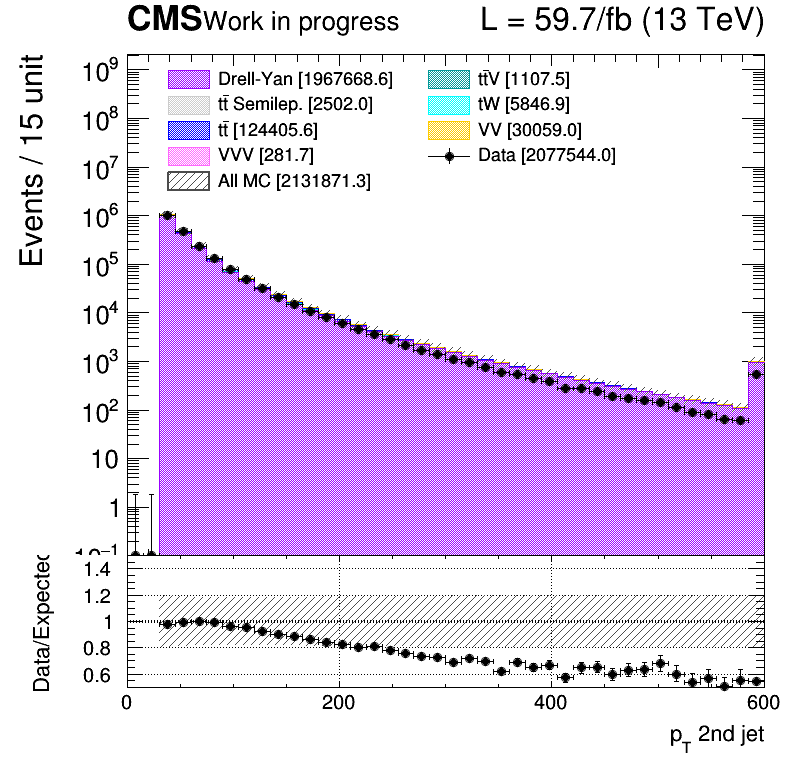 CMS Work in progress L = 59.7/fb (13 TeV)
Events / 15 unit
10⁹
10⁸
10⁷
10⁶
10⁵
10⁴
10³
10²
10
1
10⁻¹
Drell-Yan [1967668.6]
tt̄ Semilep. [2502.0]
tt̄ [124405.6]
VVV [281.7]
All MC [2131871.3]
tt̄V [1107.5]
tW [5846.9]
VV [30059.0]
Data [2077544.0]
Data/Expected
1.4
1.2
1
0.8
0.6
0 200 400 600
p_T 2nd jet